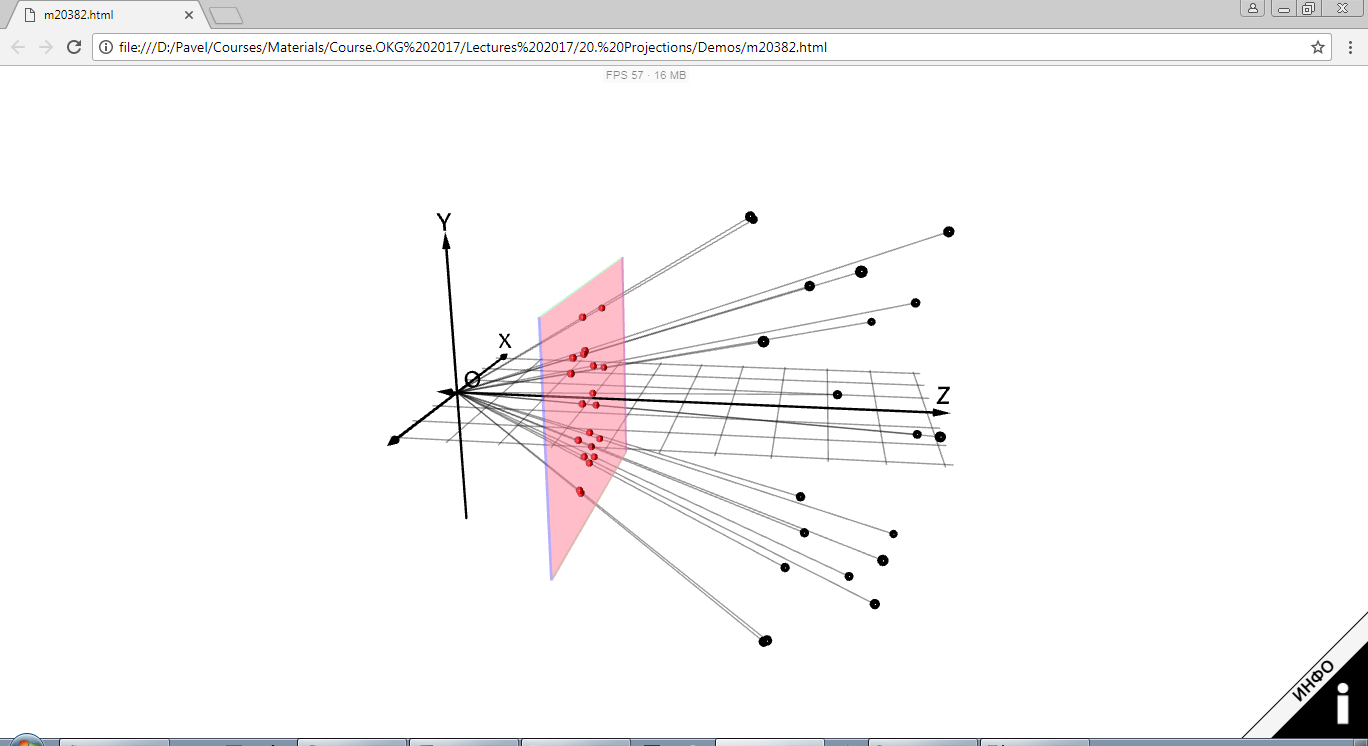 m20382.html
file:///D:/Pavel/Courses/Materials/Course.OKG%202017/Lectures%202017/20.%20Projections/Demos/m20382.html
FPS 57 · 16 MB
Y
X
O
Z
ИНФО
i